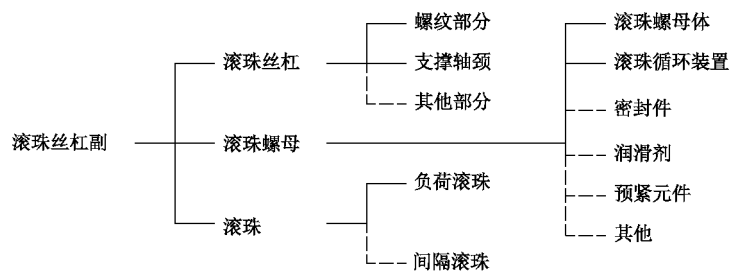 螺纹部分
滚珠螺母体
滚珠丝杠
支撑轴颈
滚珠循环装置
其他部分
密封件
滚珠丝杠副
滚珠螺母
润滑剂
负荷滚珠
预紧元件
滚珠
其他
间隔滚珠